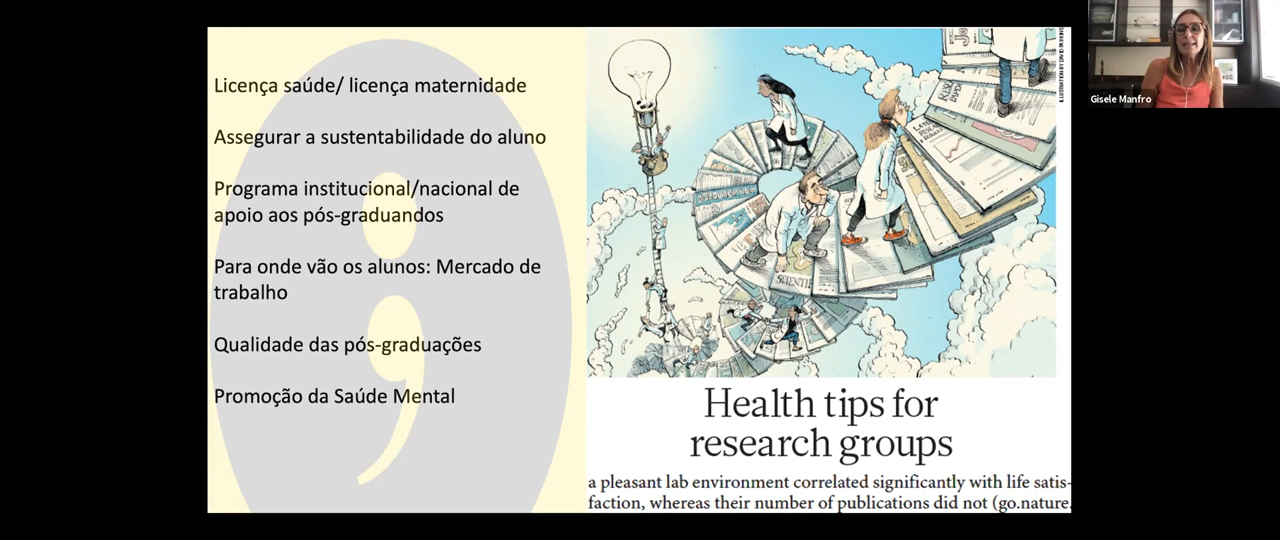 Licença saúde/ licença maternidade
Assegurar a sustentabilidade do aluno
Programa institucional/nacional de
apoio aos pós-graduandos
Para onde vão os alunos: Mercado de
trabalho
Qualidade das pós-graduações
Promoção da Saúde Mental
Health tips for
research groups
a pleasant lab environment correlated significantly with life satis-
faction, whereas their number of publications did not (go.nature.
Gisele Manfro